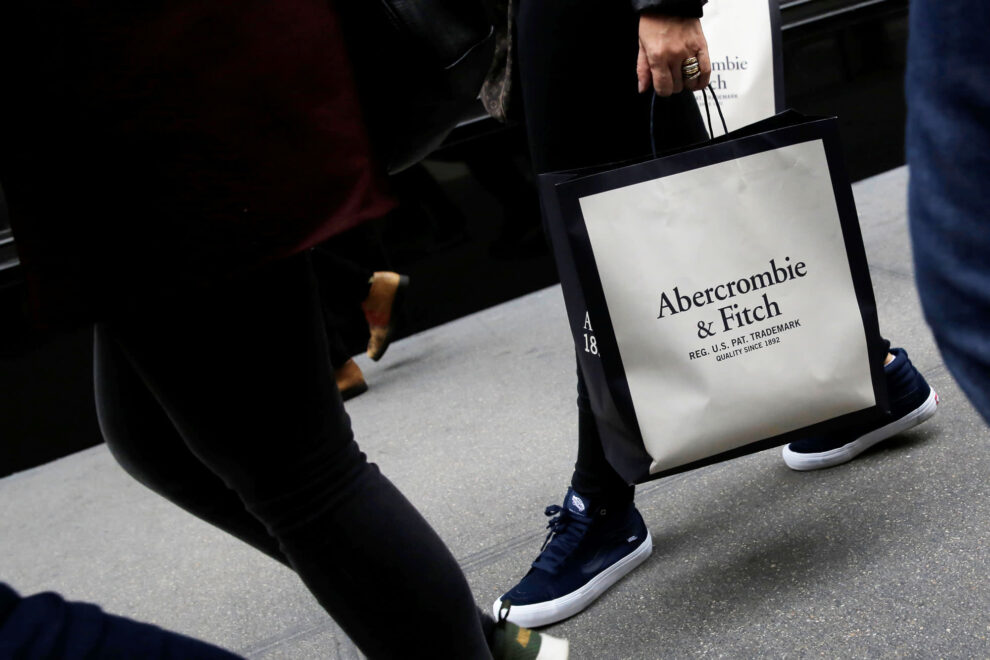 Abercrombie
& Fitch
REG. U.S. PAT. TRADEMARK
QUALITY SINCE 1892